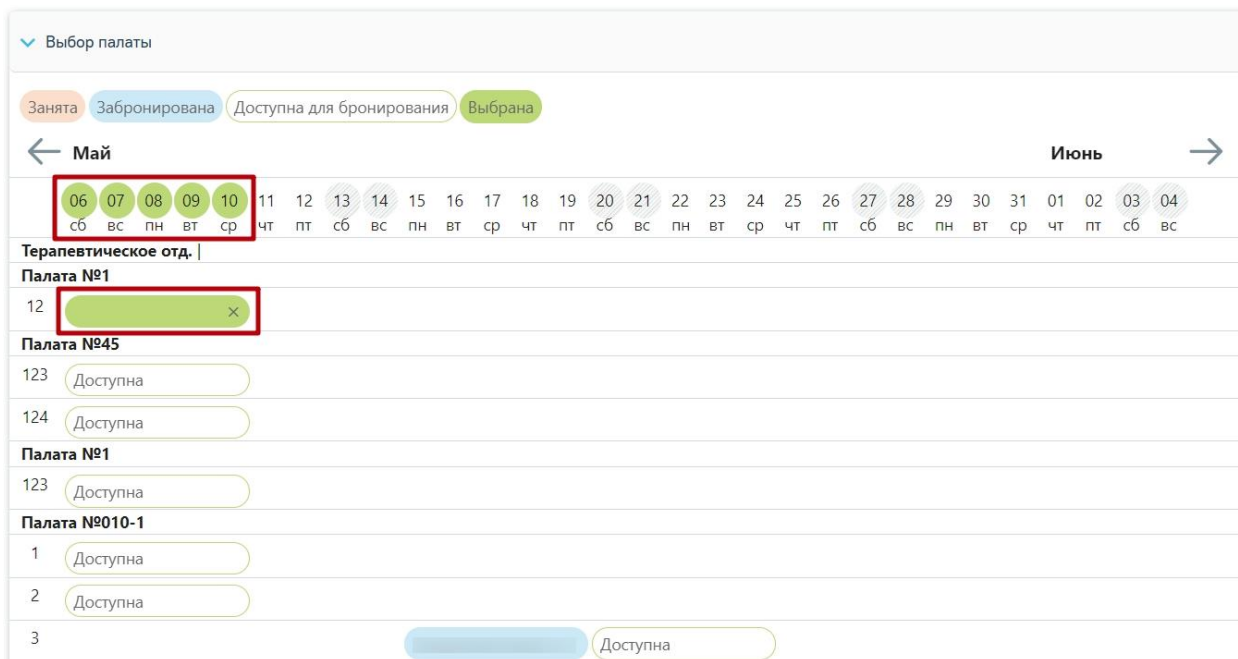 Выбор палаты
Занята Забронирована Доступна для бронирования Выбрана
Май Июнь
06 07 08 09 10 11 12 13 14 15 16 17 18 19 20 21 22 23 24 25 26 27 28 29 30 31 01 02 03 04
сб вс пн вт ср чт пт сб вс пн вт ср чт пт сб вс пн вт ср чт пт сб вс пн вт ср чт пт сб вс
Терапевтическое отд.
Палата №1
12
Палата №45
123 Доступна
124 Доступна
Палата №1
123 Доступна
Палата №010-1
1 Доступна
2 Доступна
3 Доступна